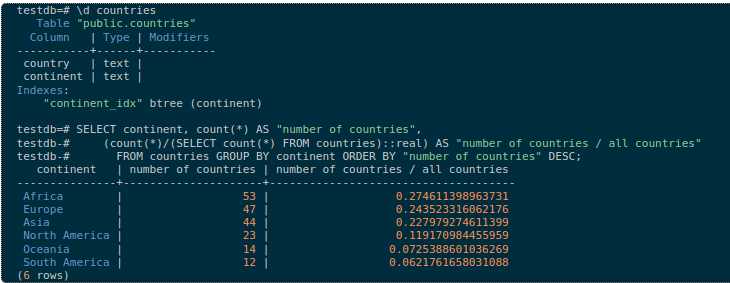 testdb=# \d countries
   Table "public.countries"
  Column   | Type | Modifiers
-----------+------+-----------
 country   | text |
 continent | text |
Indexes:
    "continent_idx" btree (continent)

testdb=# SELECT continent, count(*) AS "number of countries",
testdb-#     (count(*)/(SELECT count(*) FROM countries)::real) AS "number of countries / all countries"
testdb-#       FROM countries GROUP BY continent ORDER BY "number of countries" DESC;
   continent   | number of countries | number of countries / all countries
---------------+---------------------+-------------------------------------
 Africa        |                  53 |                   0.274611398963731
 Europe        |                  47 |                   0.243523316062176
 Asia          |                  44 |                   0.227979274611399
 North America |                  23 |                   0.119170984455959
 Oceania       |                  14 |                  0.0725388601036269
 South America |                  12 |                  0.0621761658031088
(6 rows)